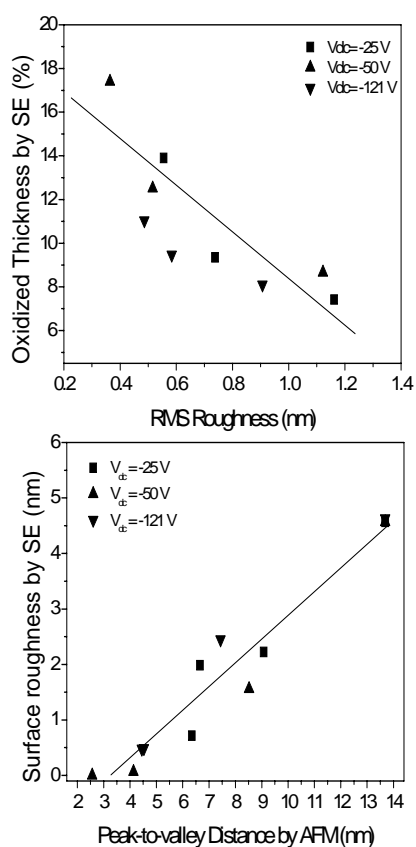 20
18
16
14
12
10
8
6
Oxidized Thickness by SE (%)
Vdc=-25 V
Vdc=-50 V
Vdc=-121 V
0.2 0.4 0.6 0.8 1.0 1.2 1.4
RMS Roughness (nm)
6
5
4
3
2
1
0
Surface roughness by SE (nm)
Vdc = -25 V
Vdc = -50 V
Vdc = -121 V
2 3 4 5 6 7 8 9 10 11 12 13 14
Peak-to-valley Distance by AFM (nm)